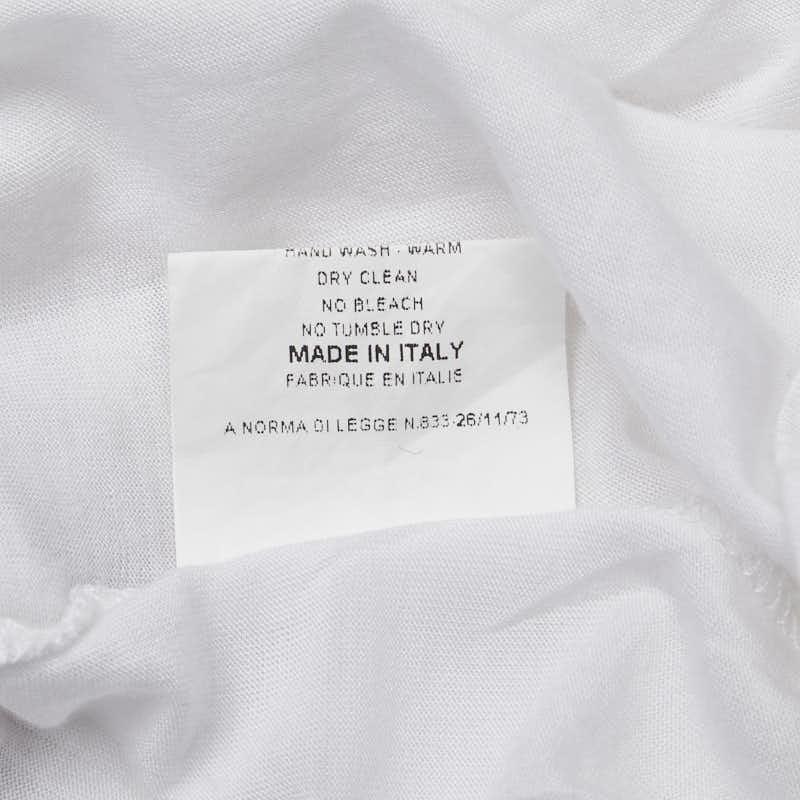 HAND WASH - WARM
DRY CLEAN
NO BLEACH
NO TUMBLE DRY
MADE IN ITALY
FABRIQUE EN ITALIE
A NORMA DI LEGGE N.833-26/11/73